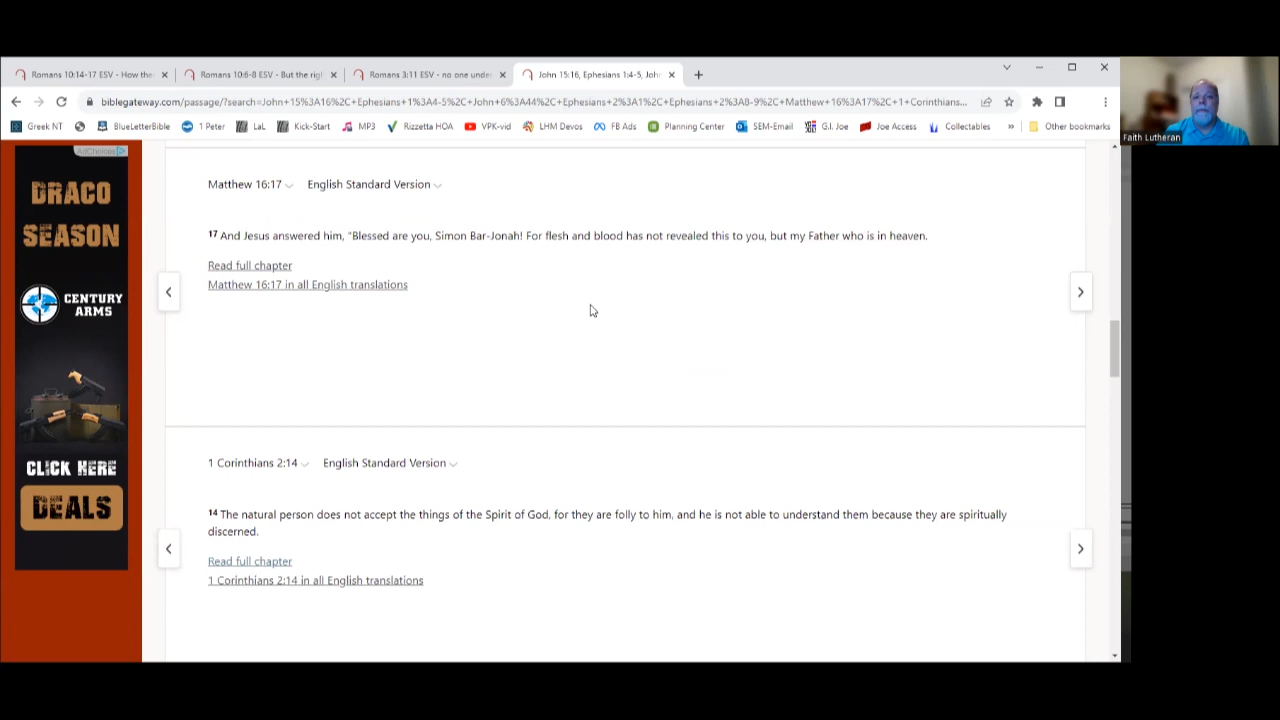 Romans 10:14-17 ESV - How the
Romans 10:6-8 ESV - But the rig
Romans 3:11 ESV - no one unde
John 15:16, Ephesians 1:4-5, Joh
biblegateway.com/passage/?search=John+15%3A16%2C+Ephesians+1%3A4-5%2C+John+6%3A44%2C+Ephesians+2%3A1%2C+Ephesians+2%3A8-9%2C+Matthew+16%3A17%2C+1+Corinthians...
Greek NT BlueLetterBible 1 Peter LaL Kick-Start MP3 Rizzetta HOA VPK-vid LHM Devos FB Ads Planning Center SEM-Email G.I. Joe Joe Access Collectables » Other bookmarks
Faith Lutheran
AdChoices
DRACO
SEASON
CENTURY
ARMS
CLICK HERE
DEALS
Matthew 16:17 English Standard Version
17 And Jesus answered him, "Blessed are you, Simon Bar-Jonah! For flesh and blood has not revealed this to you, but my Father who is in heaven.
Read full chapter
Matthew 16:17 in all English translations
1 Corinthians 2:14 English Standard Version
14 The natural person does not accept the things of the Spirit of God, for they are folly to him, and he is not able to understand them because they are spiritually
discerned.
Read full chapter
1 Corinthians 2:14 in all English translations